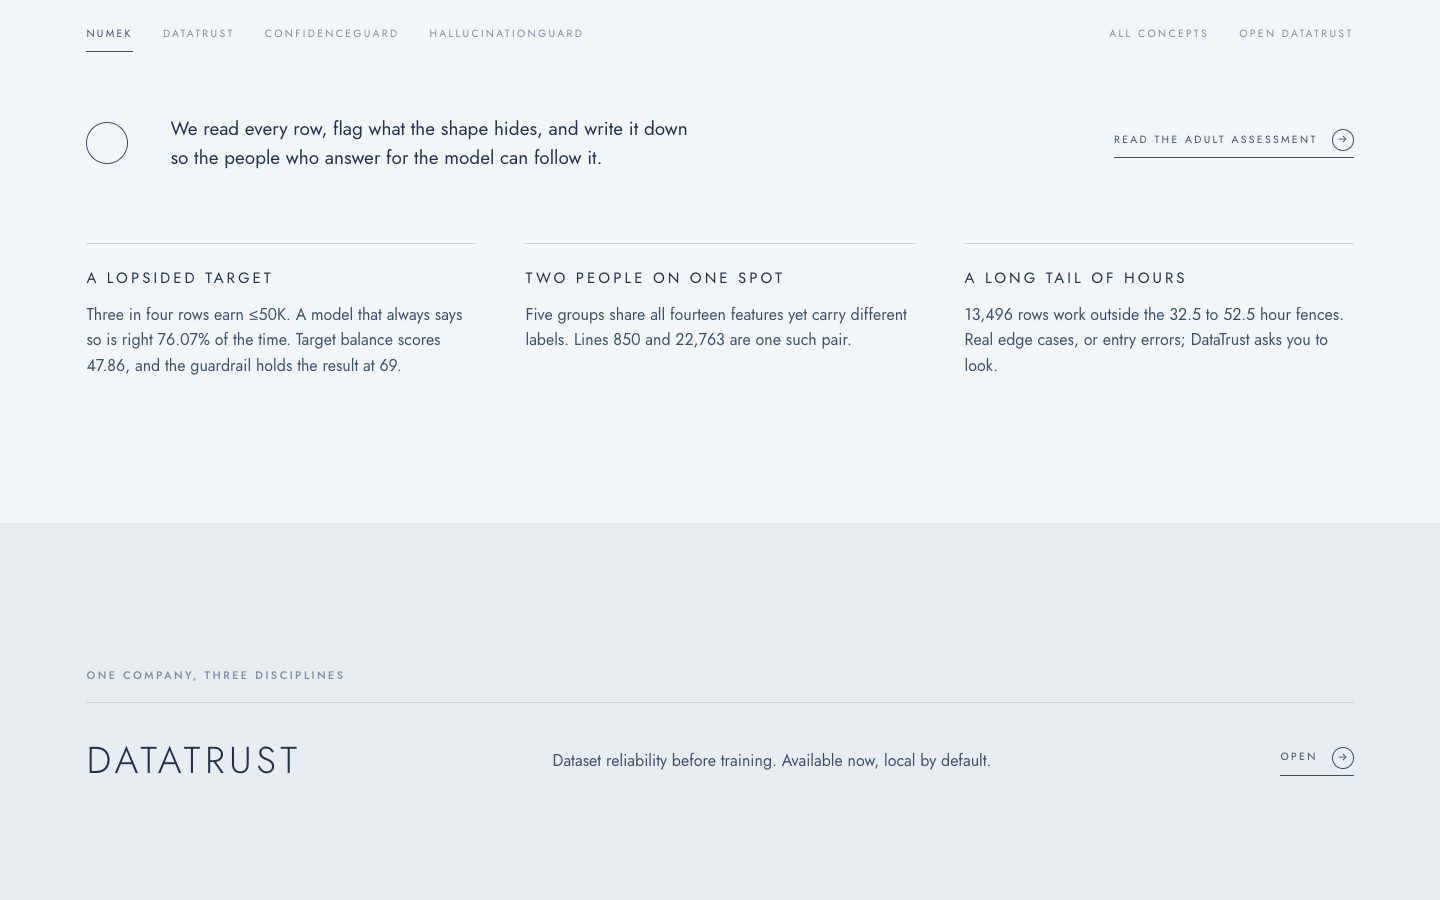 NUMEK DATATRUST CONFIDENCEGUARD HALLUCINATIONGUARD ALL CONCEPTS OPEN DATATRUST
We read every row, flag what the shape hides, and write it down
so the people who answer for the model can follow it.
READ THE ADULT ASSESSMENT
A LOPSIDED TARGET
Three in four rows earn ≤50K. A model that always says
so is right 76.07% of the time. Target balance scores
47.86, and the guardrail holds the result at 69.
TWO PEOPLE ON ONE SPOT
Five groups share all fourteen features yet carry different
labels. Lines 850 and 22,763 are one such pair.
A LONG TAIL OF HOURS
13,496 rows work outside the 32.5 to 52.5 hour fences.
Real edge cases, or entry errors; DataTrust asks you to
look.
ONE COMPANY, THREE DISCIPLINES
DATATRUST
Dataset reliability before training. Available now, local by default.
OPEN